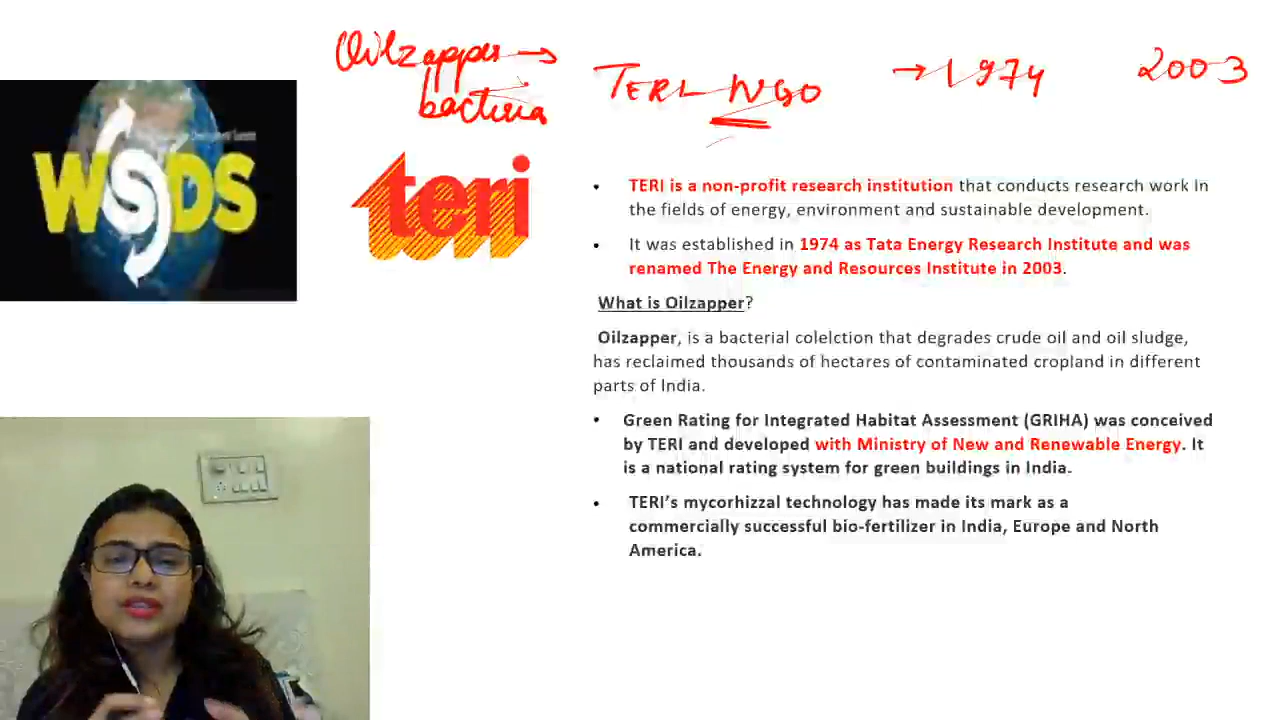 Oilzapper →
bacteria
TERI NGO
→ 1974
2003
WSDS
teri
• TERI is a non-profit research institution that conducts research work in
the fields of energy, environment and sustainable development.
• It was established in 1974 as Tata Energy Research Institute and was
renamed The Energy and Resources Institute in 2003.
What is Oilzapper?
Oilzapper, is a bacterial colelction that degrades crude oil and oil sludge,
has reclaimed thousands of hectares of contaminated cropland in different
parts of India.
• Green Rating for Integrated Habitat Assessment (GRIHA) was conceived
by TERI and developed with Ministry of New and Renewable Energy. It
is a national rating system for green buildings in India.
• TERI’s mycorhizzal technology has made its mark as a
commercially successful bio-fertilizer in India, Europe and North
America.